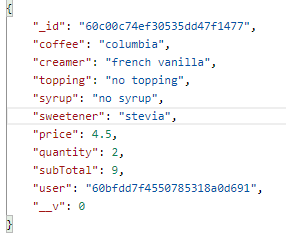 {
"_id": "60c00c74ef30535dd47f1477",
"coffee": "columbia",
"creamer": "french vanilla",
"topping": "no topping",
"syrup": "no syrup",
"sweetener": "stevia",
"price": 4.5,
"quantity": 2,
"subTotal": 9,
"user": "60bfdd7f4550785318a0d691",
"__v": 0
}